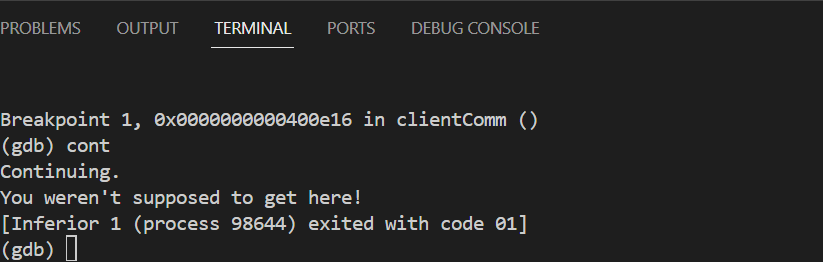 PROBLEMS OUTPUT TERMINAL PORTS DEBUG CONSOLE
Breakpoint 1, 0x0000000000400e16 in clientComm ()
(gdb) cont
Continuing.
You weren't supposed to get here!
[Inferior 1 (process 98644) exited with code 01]
(gdb)